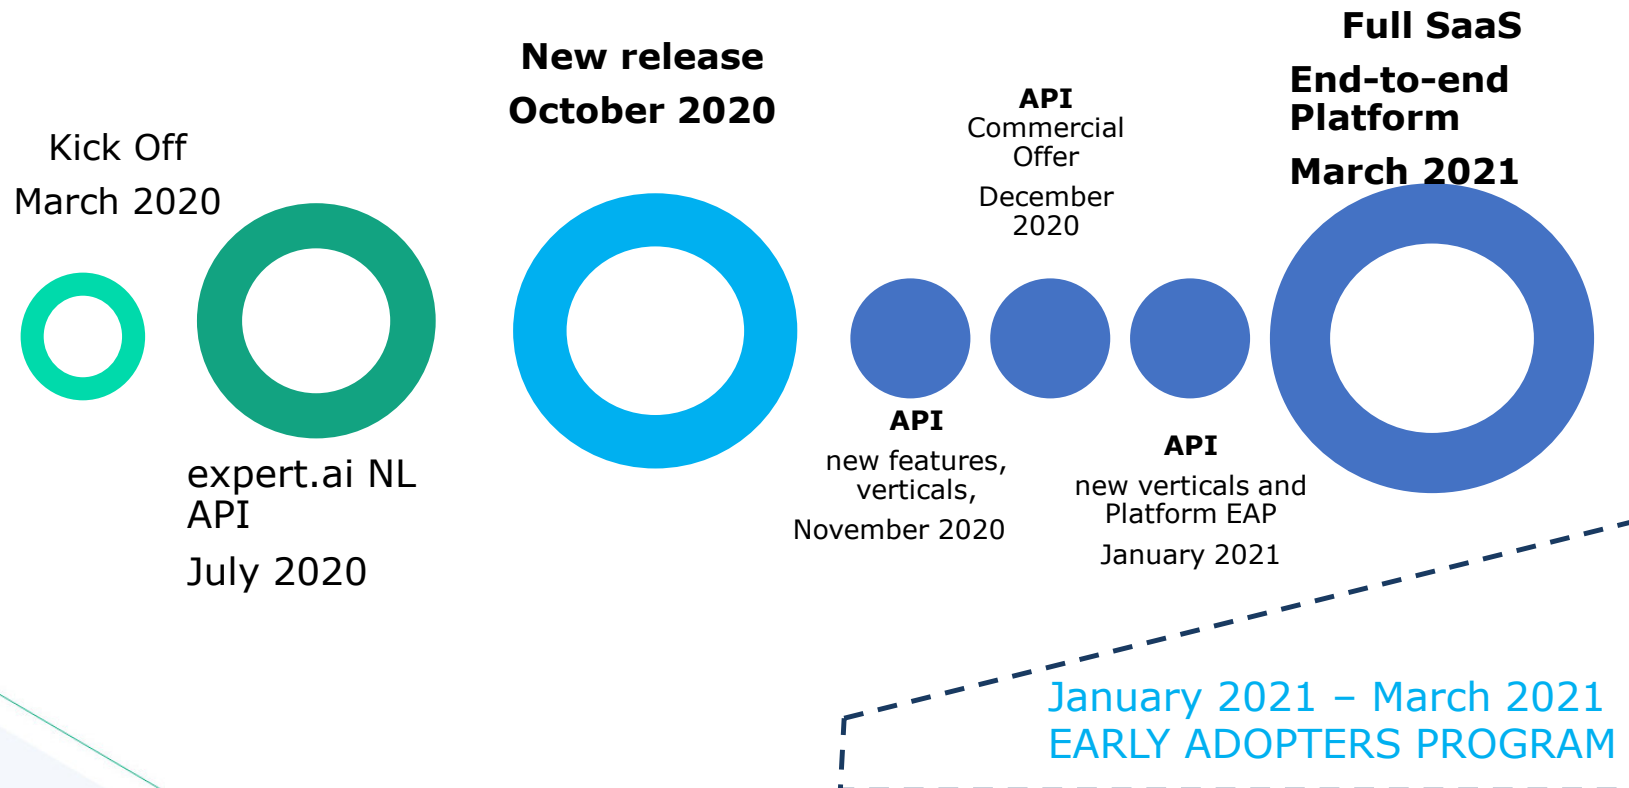 Kick Off
March 2020
expert.ai NL
API
July 2020
New release
October 2020
API
new features,
verticals,
November 2020
API
Commercial
Offer
December
2020
API
new verticals and
Platform EAP
January 2021
Full SaaS
End-to-end
Platform
March 2021
January 2021 – March 2021
EARLY ADOPTERS PROGRAM